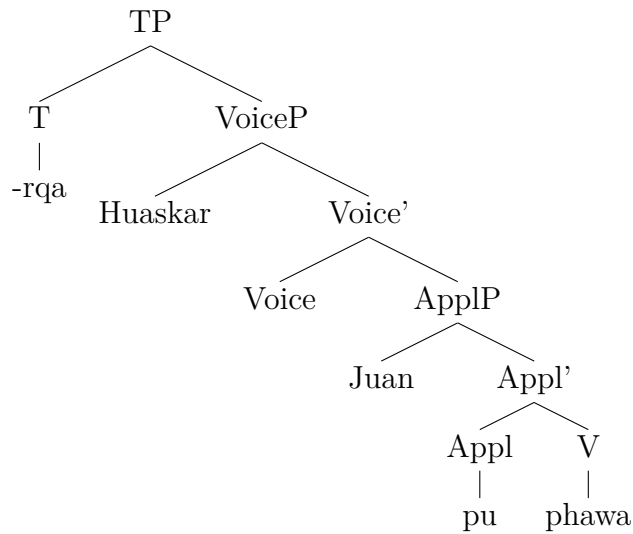 TP
T VoiceP
-rqa
Huaskar Voice'
Voice ApplP
Juan Appl'
Appl V
pu phawa